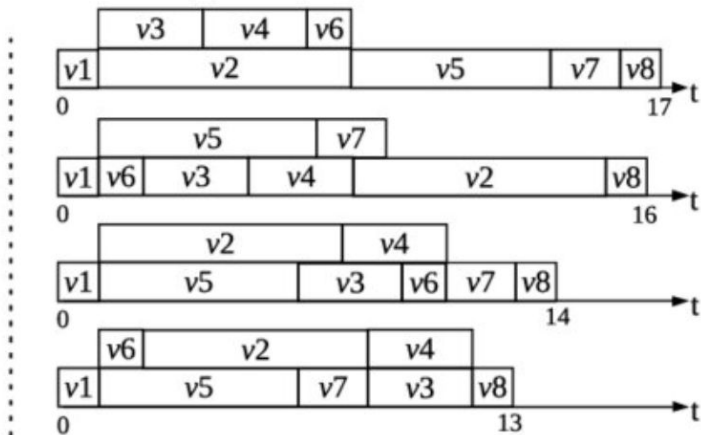 v3 v4 v6
v1 v2 v5 v7 v8 t
0 17
v5 v7
v1 v6 v3 v4 v2 v8 t
0 16
v2 v4
v1 v5 v3 v6 v7 v8 t
0 14
v6 v2 v4
v1 v5 v7 v3 v8 t
0 13